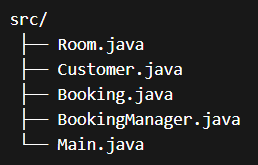 src/
├── Room.java
├── Customer.java
├── Booking.java
├── BookingManager.java
└── Main.java